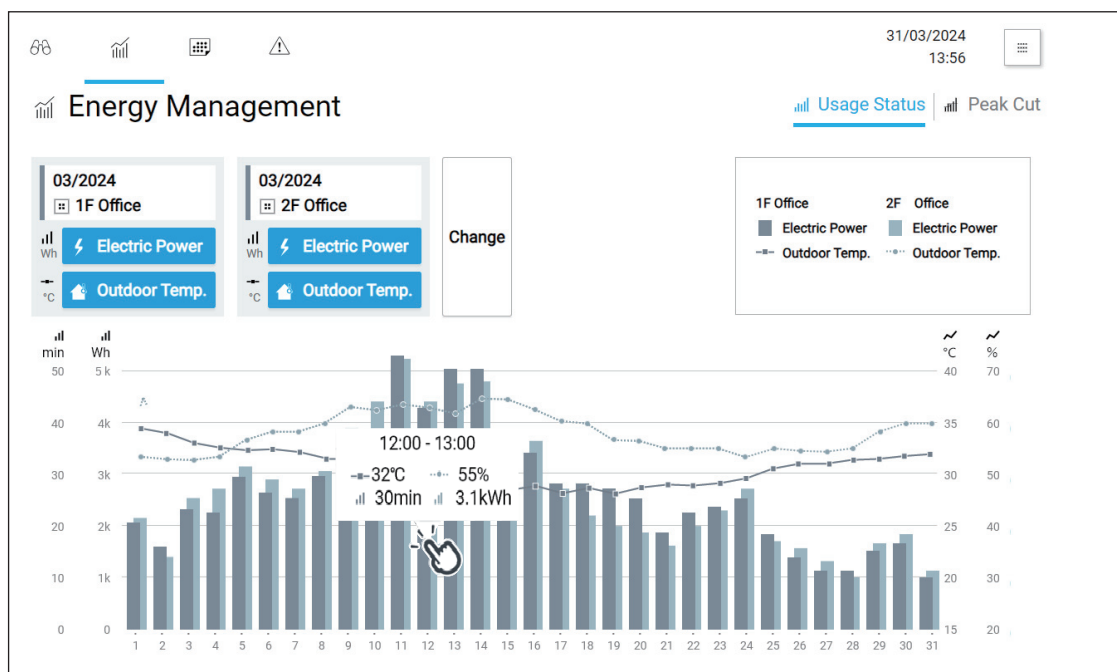 31/03/2024
13:56
Energy Management
Usage Status
Peak Cut
03/2024
1F Office
Wh
Electric Power
°C
Outdoor Temp.
03/2024
2F Office
Wh
Electric Power
°C
Outdoor Temp.
Change
1F Office 2F Office
Electric Power Electric Power
Outdoor Temp. Outdoor Temp.
min Wh °C %
50 5 k 40 70
40 4k 35 60
30 3k 30 50
20 2k 25 40
10 1k 20 30
0 0 15 20
12:00 - 13:00
32℃ 55%
30min 3.1kWh
1 2 3 4 5 6 7 8 9 10 11 12 13 14 15 16 17 18 19 20 21 22 23 24 25 26 27 28 29 30 31